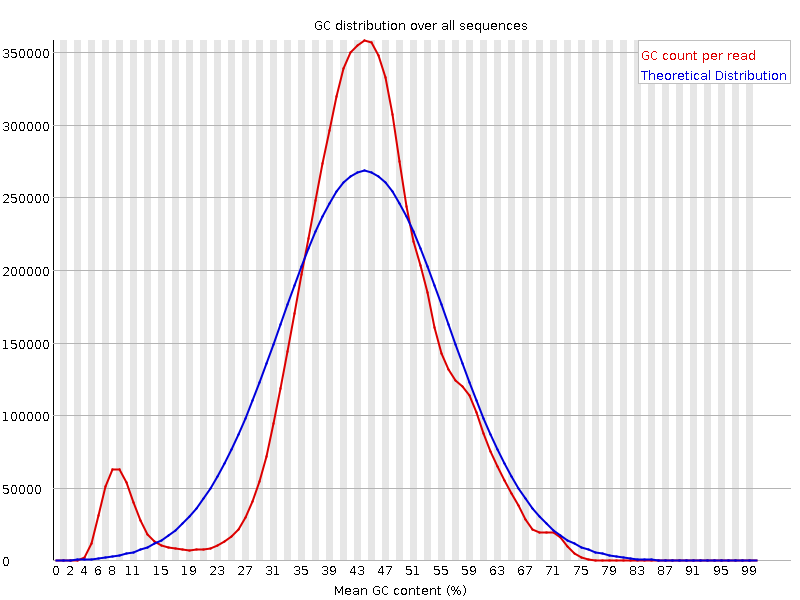 GC distribution over all sequences
GC count per read
Theoretical Distribution
350000
300000
250000
200000
150000
100000
50000
0
0 2 4 6 8 11 15 19 23 27 31 35 39 43 47 51 55 59 63 67 71 75 79 83 87 91 95 99
Mean GC content (%)